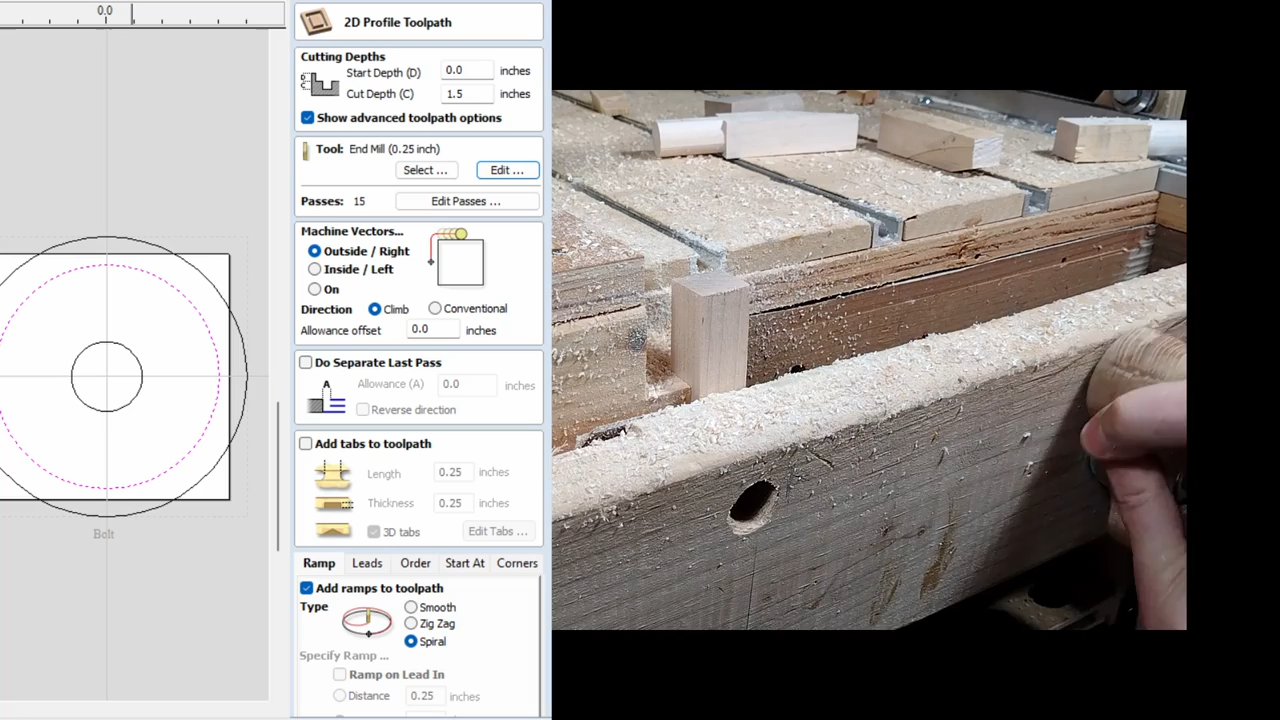 0.0
2D Profile Toolpath
Cutting Depths
Start Depth (D) 0.0 inches
Cut Depth (C) 1.5 inches
Show advanced toolpath options
Tool: End Mill (0.25 inch)
Select ... Edit ...
Passes: 15 Edit Passes ...
Machine Vectors...
Outside / Right
Inside / Left
On
Direction Climb Conventional
Allowance offset 0.0 inches
Do Separate Last Pass
A Allowance (A) 0.0 inches
Reverse direction
Add tabs to toolpath
Length 0.25 inches
Thickness 0.25 inches
3D tabs Edit Tabs ...
Bolt
Ramp Leads Order Start At Corners
Add ramps to toolpath
Type Smooth
Zig Zag
Spiral
Specify Ramp ...
Ramp on Lead In
Distance 0.25 inches